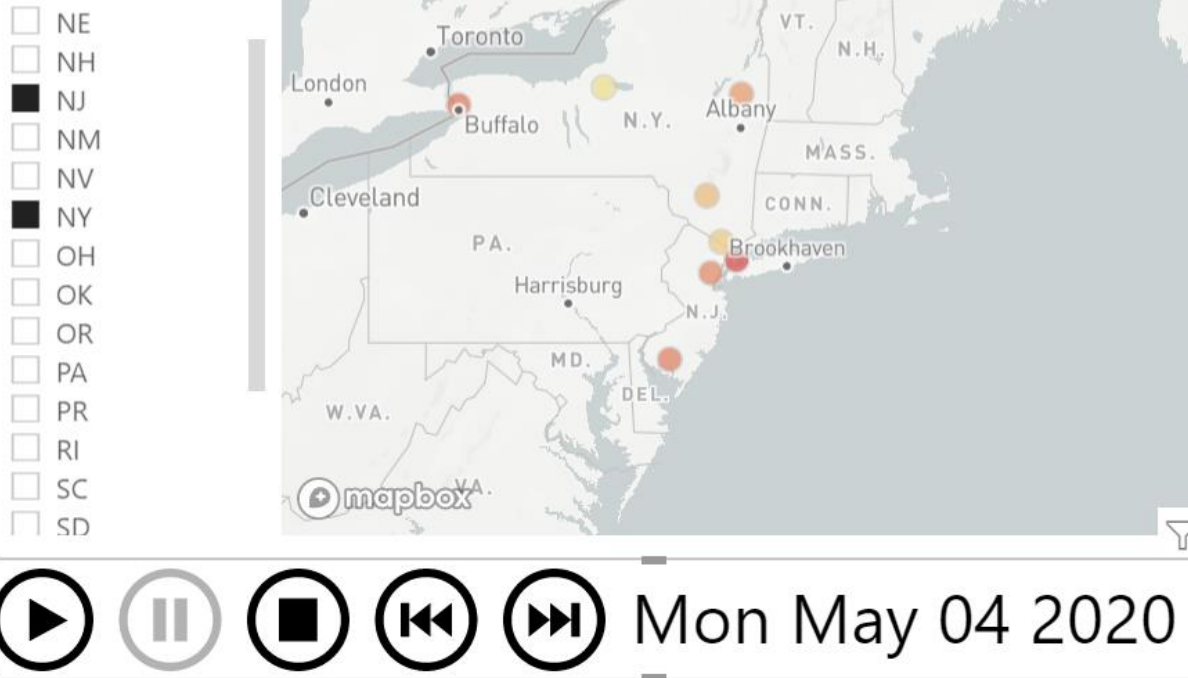 NE
NH
NJ
NM
NV
NY
OH
OK
OR
PA
PR
RI
SC
SD
Toronto
VT.
N.H.
London
Albany
Buffalo
N.Y.
MASS.
Cleveland
CONN.
PA.
Brookhaven
Harrisburg
N.J.
MD.
DEL.
W.VA.
mapbox
VA.
Mon May 04 2020